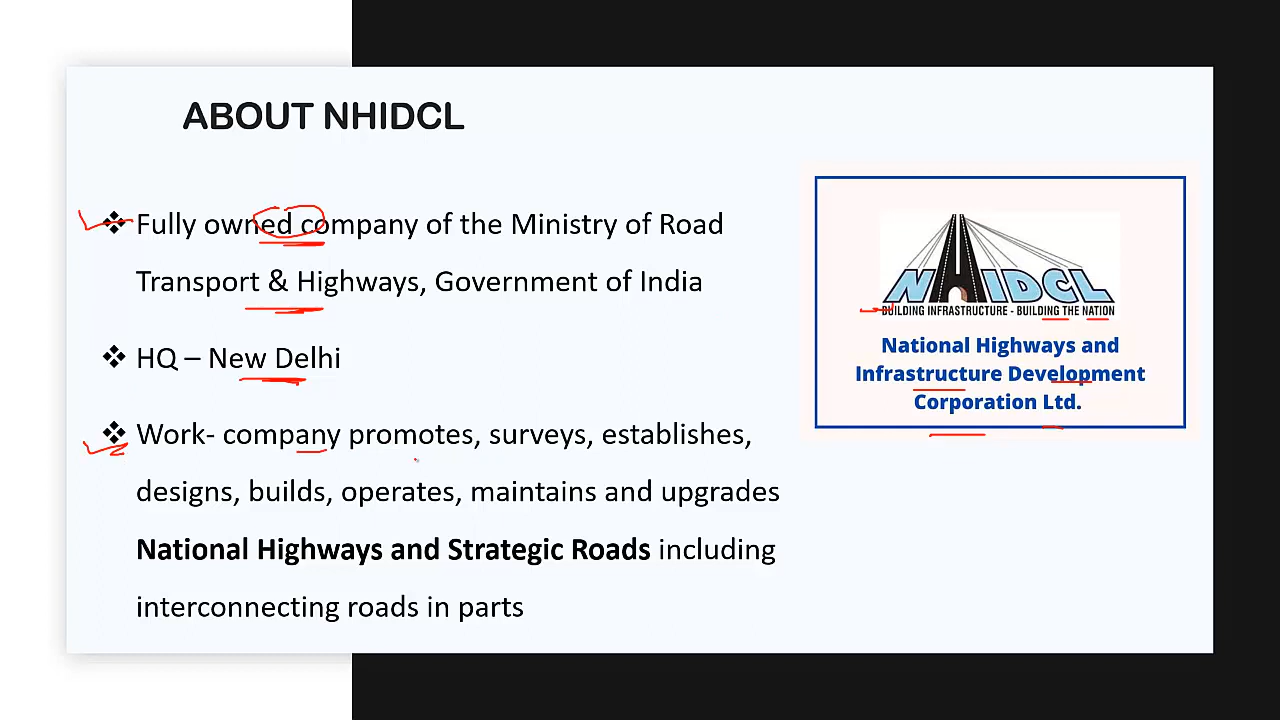 ABOUT NHIDCL
❖ Fully owned company of the Ministry of Road
Transport & Highways, Government of India
❖ HQ – New Delhi
❖ Work- company promotes, surveys, establishes,
designs, builds, operates, maintains and upgrades
National Highways and Strategic Roads including
interconnecting roads in parts
NHIDCL
BUILDING INFRASTRUCTURE - BUILDING THE NATION
National Highways and
Infrastructure Development
Corporation Ltd.